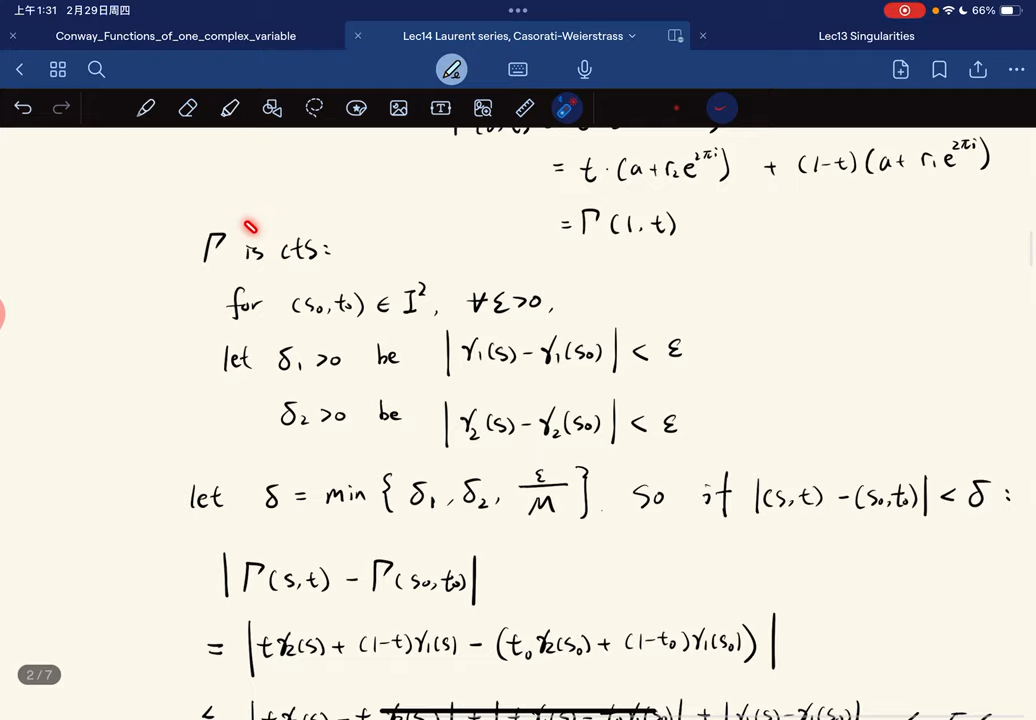 上午1:31 2月29日周四
66%
Conway_Functions_of_one_complex_variable
Lec14 Laurent series, Casorati-Weierstrass
Lec13 Singularities
= t·(a+r₂e^{2πi}) + (1-t)(a+r₁e^{2πi})
= Γ(1,t)
Γ is cts:
for (s₀,t₀) ∈ I², ∀ε>0,
let δ₁>0 be |γ₁(s)-γ₁(s₀)| < ε
δ₂>0 be |γ₂(s)-γ₂(s₀)| < ε
let δ = min{δ₁, δ₂, ε/M}. So if |(s,t)-(s₀,t₀)| < δ:
|Γ(s,t) - Γ(s₀,t₀)|
= |tγ₂(s) + (1-t)γ₁(s) - (t₀γ₂(s₀) + (1-t₀)γ₁(s₀))|
2/7